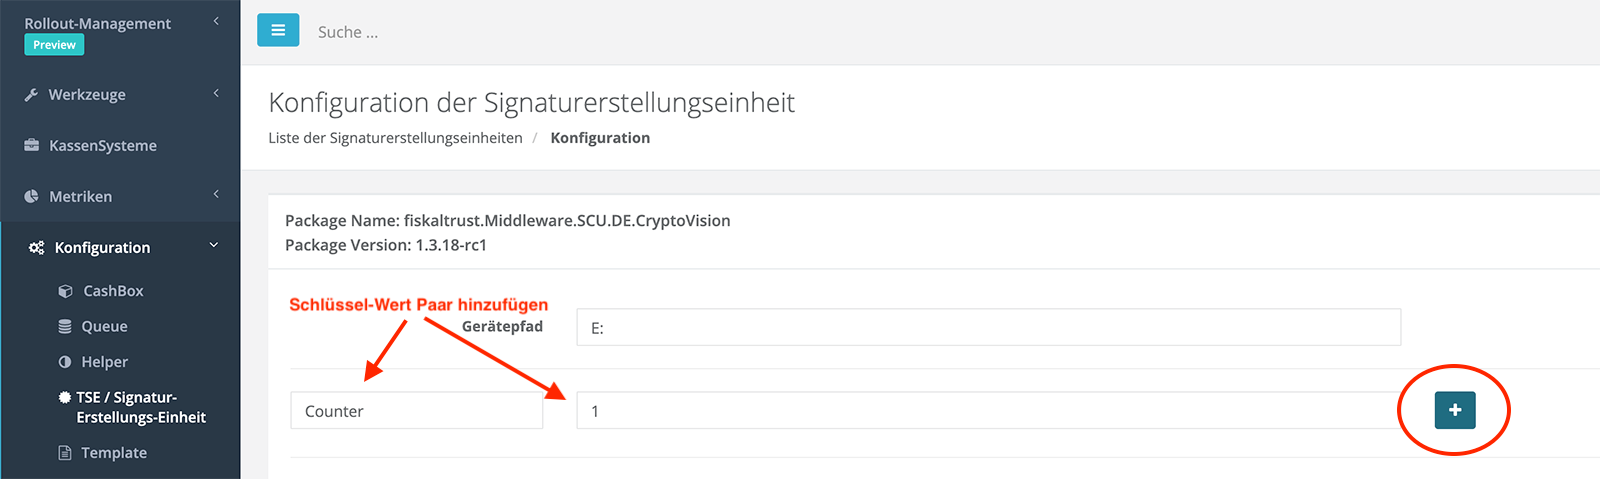 Rollout-Management
Preview
Werkzeuge
KassenSysteme
Metriken
Konfiguration
CashBox
Queue
Helper
TSE / Signatur-
Erstellungs-Einheit
Template
Suche ...
Konfiguration der Signaturerstellungseinheit
Liste der Signaturerstellungseinheiten / Konfiguration
Package Name: fiskaltrust.Middleware.SCU.DE.CryptoVision
Package Version: 1.3.18-rc1
Schlüssel-Wert Paar hinzufügen
Gerätepfad E:
Counter 1